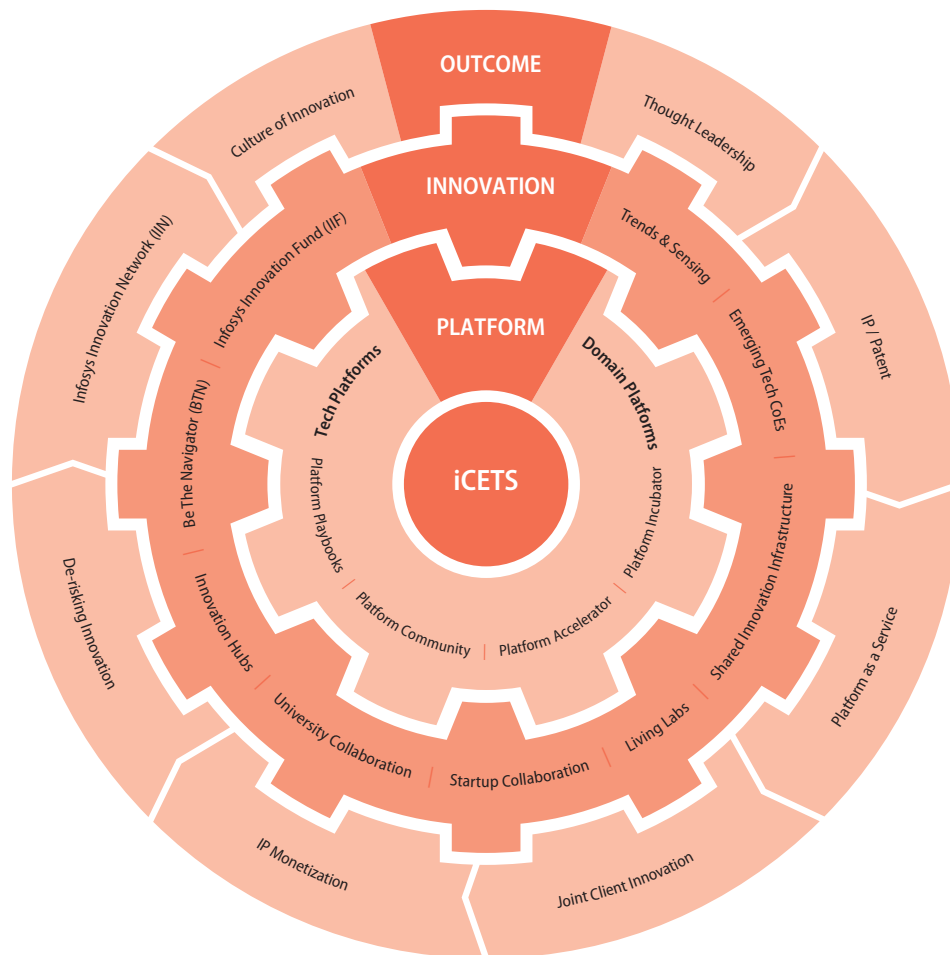 OUTCOME
Thought Leadership
IP / Patent
Platform as a Service
Joint Client Innovation
IP Monetization
De-risking Innovation
Infosys Innovation Network (IIN)
Culture of Innovation
INNOVATION
Trends & Sensing
Emerging Tech CoEs
Shared Innovation Infrastructure
Living Labs
Startup Collaboration
University Collaboration
Innovation Hubs
Be The Navigator (BTN)
Infosys Innovation Fund (IIF)
PLATFORM
Domain Platforms
Platform Incubator
Platform Accelerator
Platform Community
Platform Playbooks
Tech Platforms
iCETS